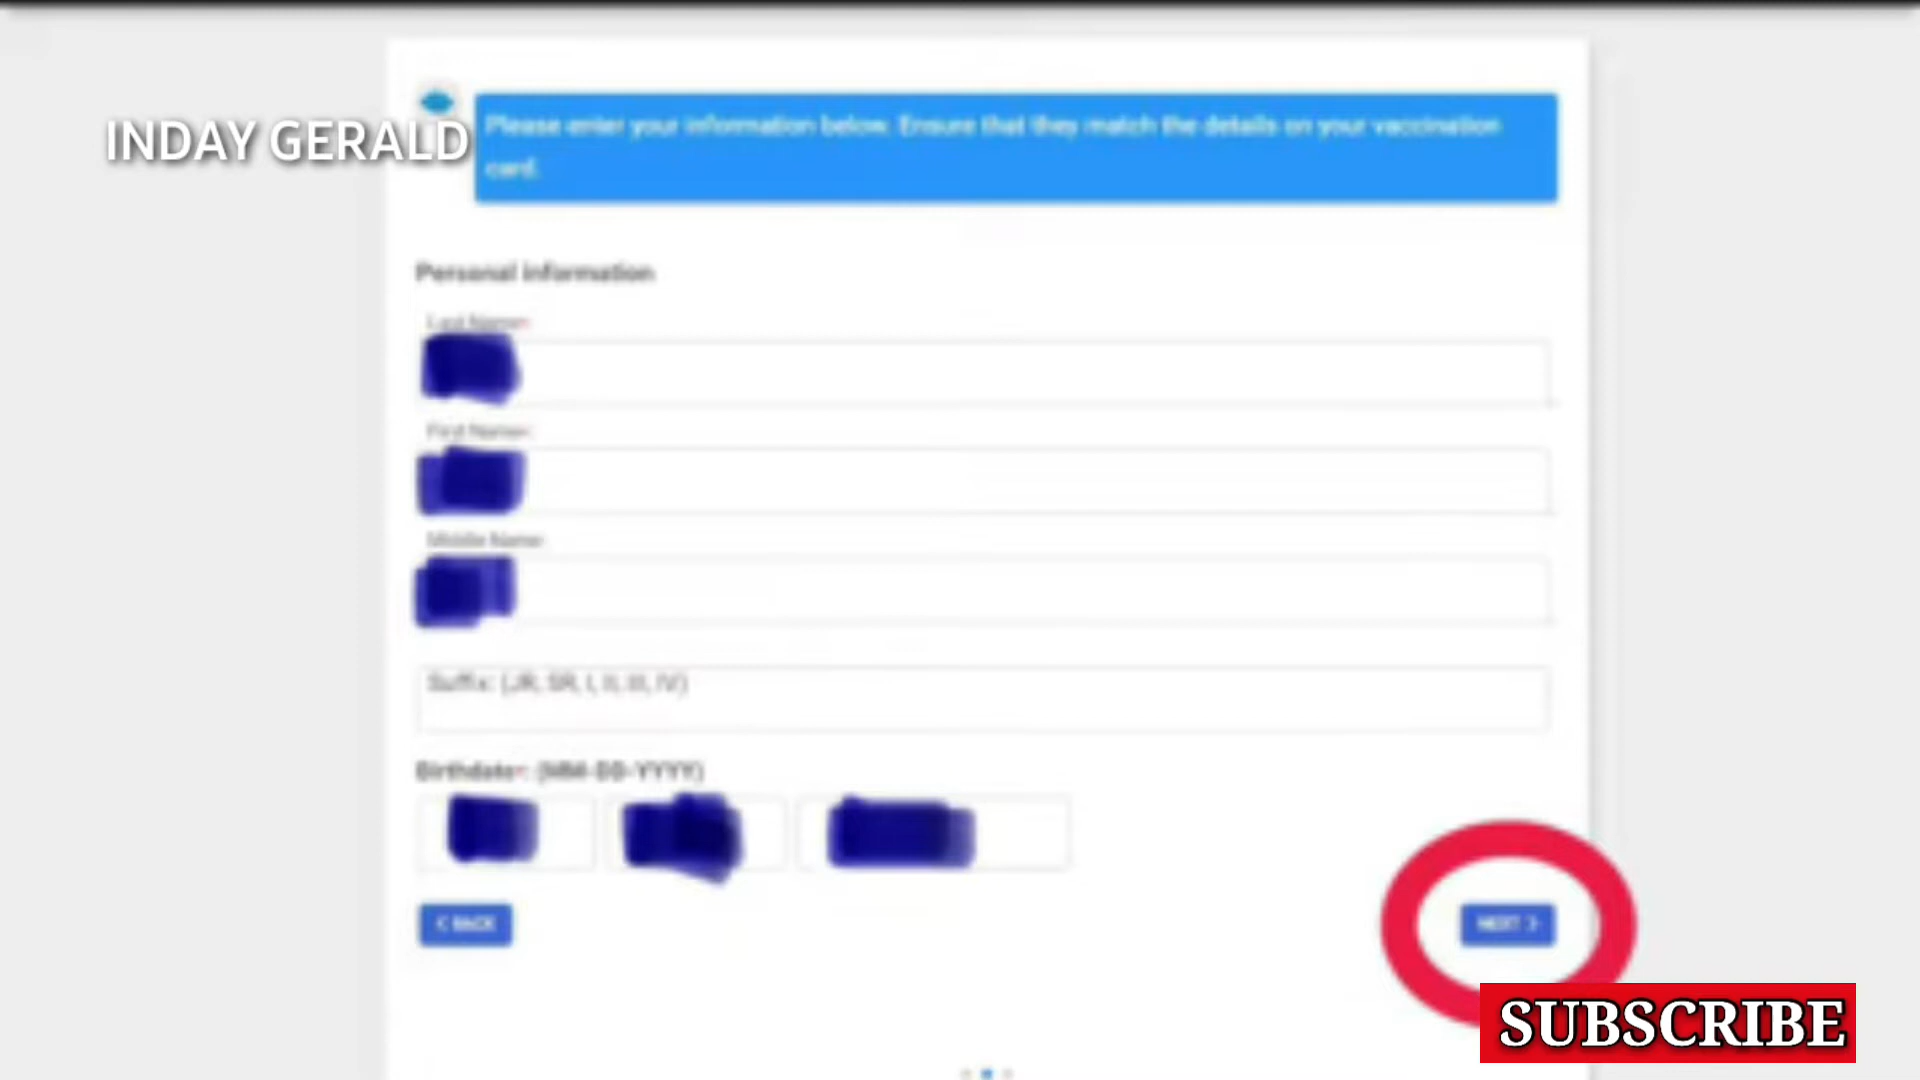 INDAY GERALD
Please enter your information below. Ensure that they match the details on your vaccination
card.
Personal information
Last Name*:
First Name*:
Middle Name:
Suffix: (JR, SR, I, II, III, IV)
Birthdate*: (MM-DD-YYYY)
< BACK
NEXT >
SUBSCRIBE